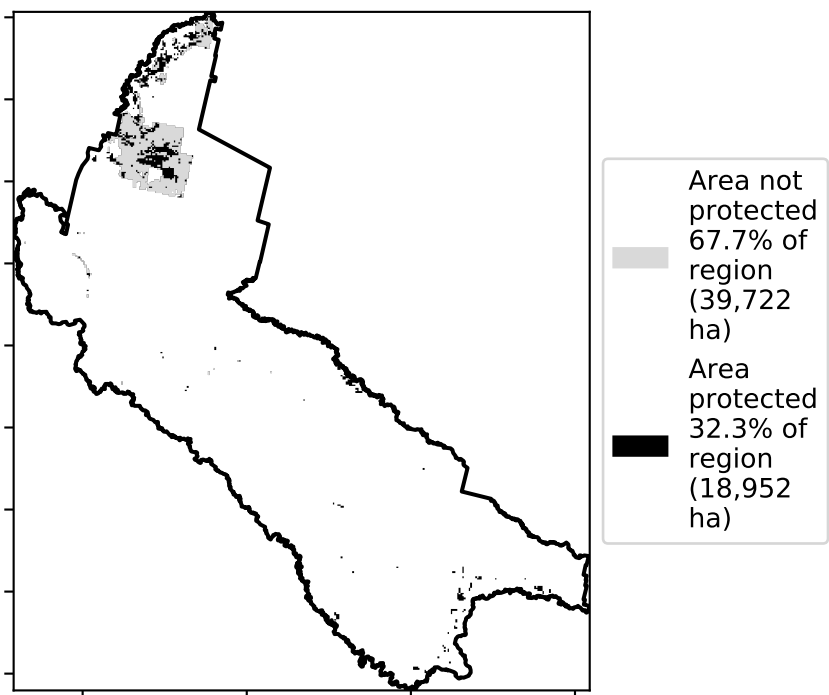 Area not
protected
67.7% of
region
(39,722
ha)
Area
protected
32.3% of
region
(18,952
ha)